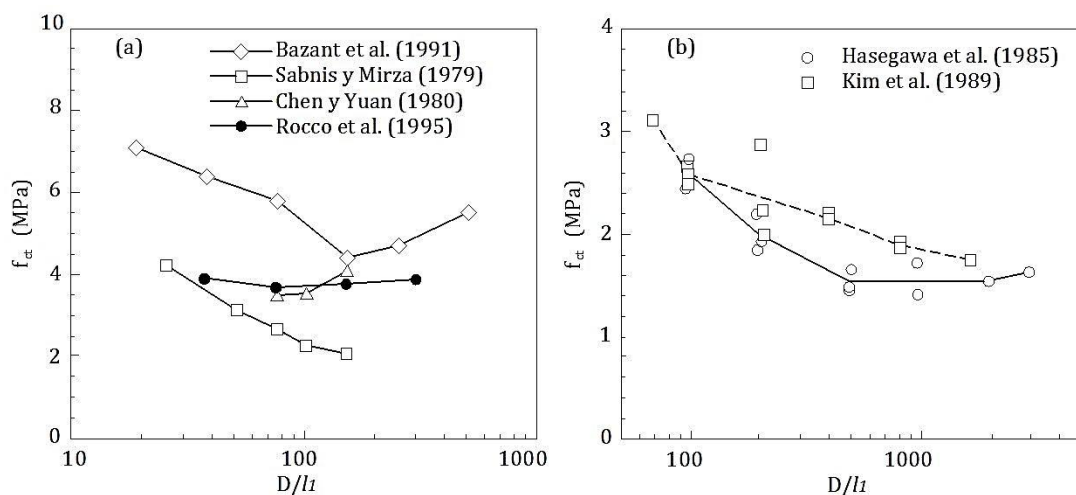 (a)
Bazant et al. (1991)
Sabnis y Mirza (1979)
Chen y Yuan (1980)
Rocco et al. (1995)
10
8
6
4
2
0
f_ct (MPa)
10
100
1000
D/l1
(b)
Hasegawa et al. (1985)
Kim et al. (1989)
4
3
2
1
0
f_ct (MPa)
100
1000
D/l1